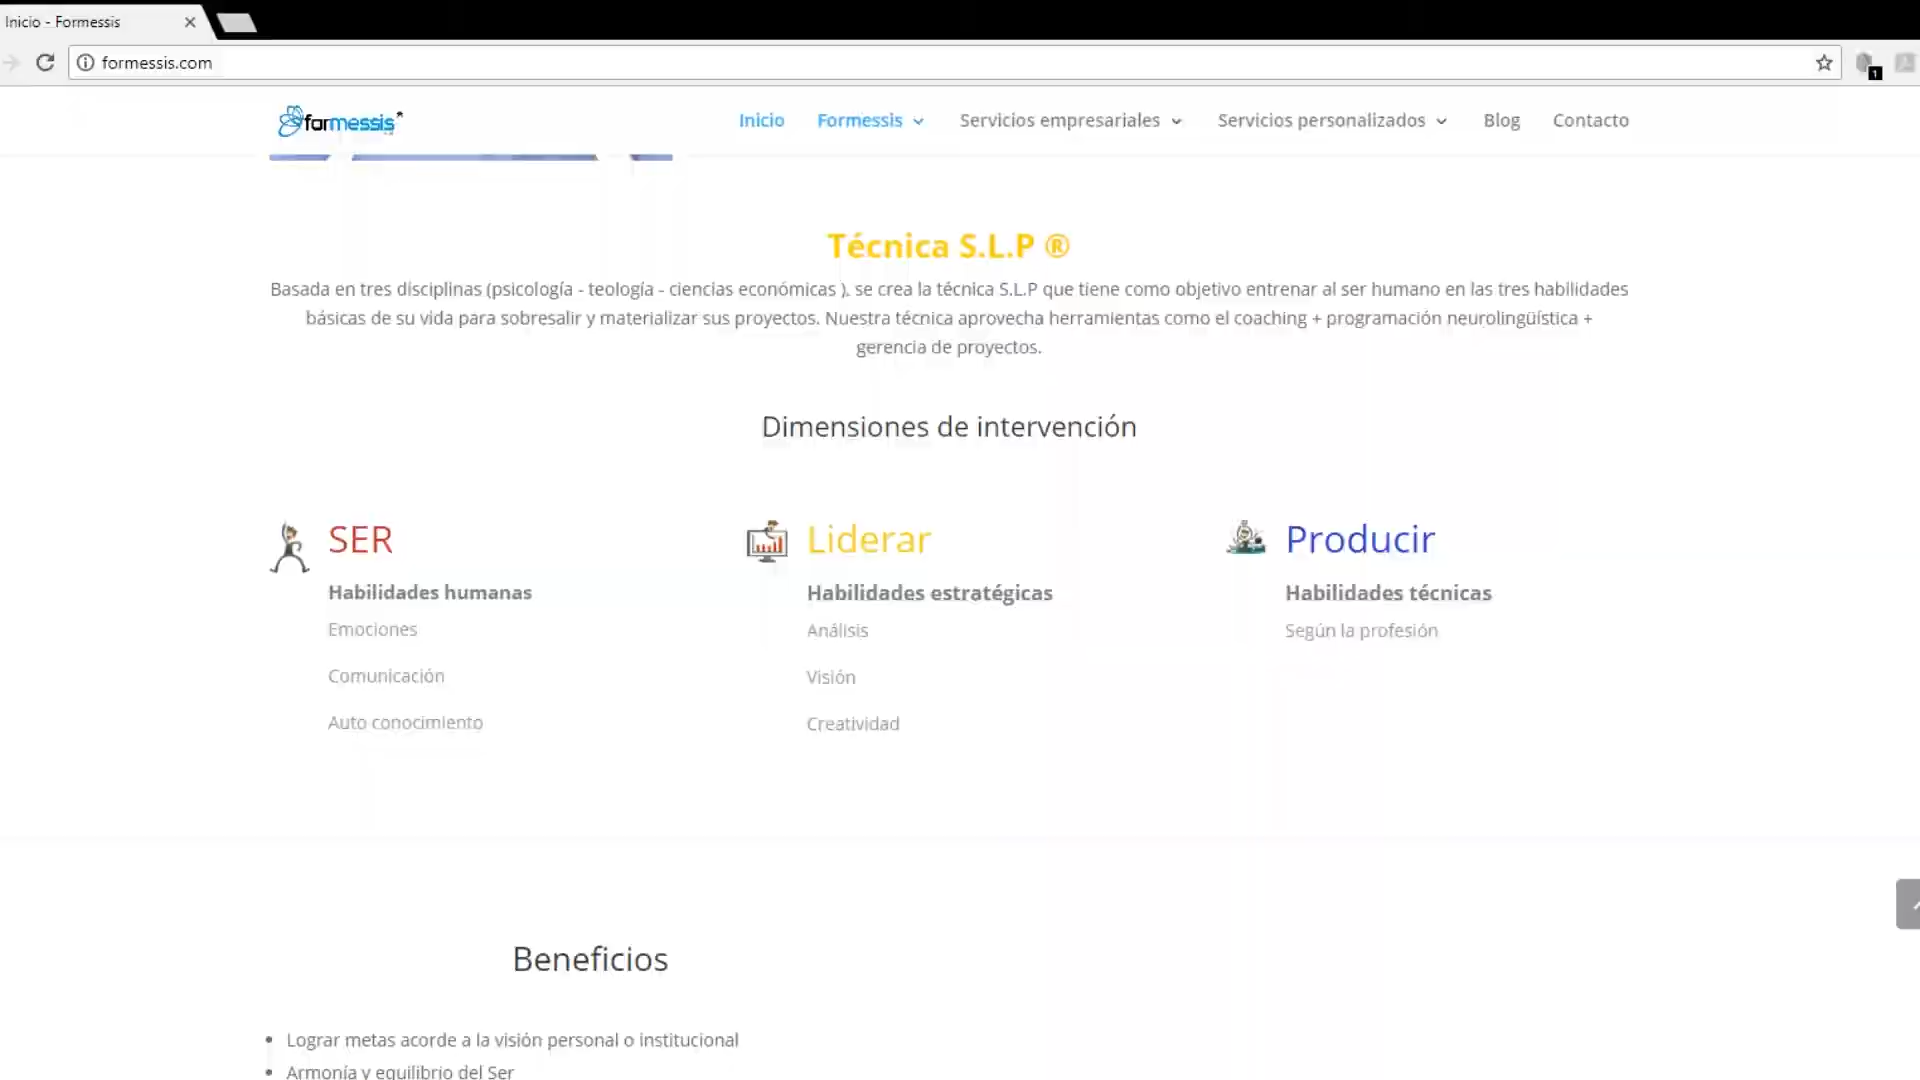 Inicio - Formessis
formessis.com
1
formessis
Inicio Formessis Servicios empresariales Servicios personalizados Blog Contacto
Técnica S.L.P ®
Basada en tres disciplinas (psicología - teología - ciencias económicas ), se crea la técnica S.L.P que tiene como objetivo entrenar al ser humano en las tres habilidades
básicas de su vida para sobresalir y materializar sus proyectos. Nuestra técnica aprovecha herramientas como el coaching + programación neurolingüística +
gerencia de proyectos.
Dimensiones de intervención
SER
Habilidades humanas
Emociones
Comunicación
Auto conocimiento
Liderar
Habilidades estratégicas
Análisis
Visión
Creatividad
Producir
Habilidades técnicas
Según la profesión
Beneficios
• Lograr metas acorde a la visión personal o institucional
• Armonía y equilibrio del Ser